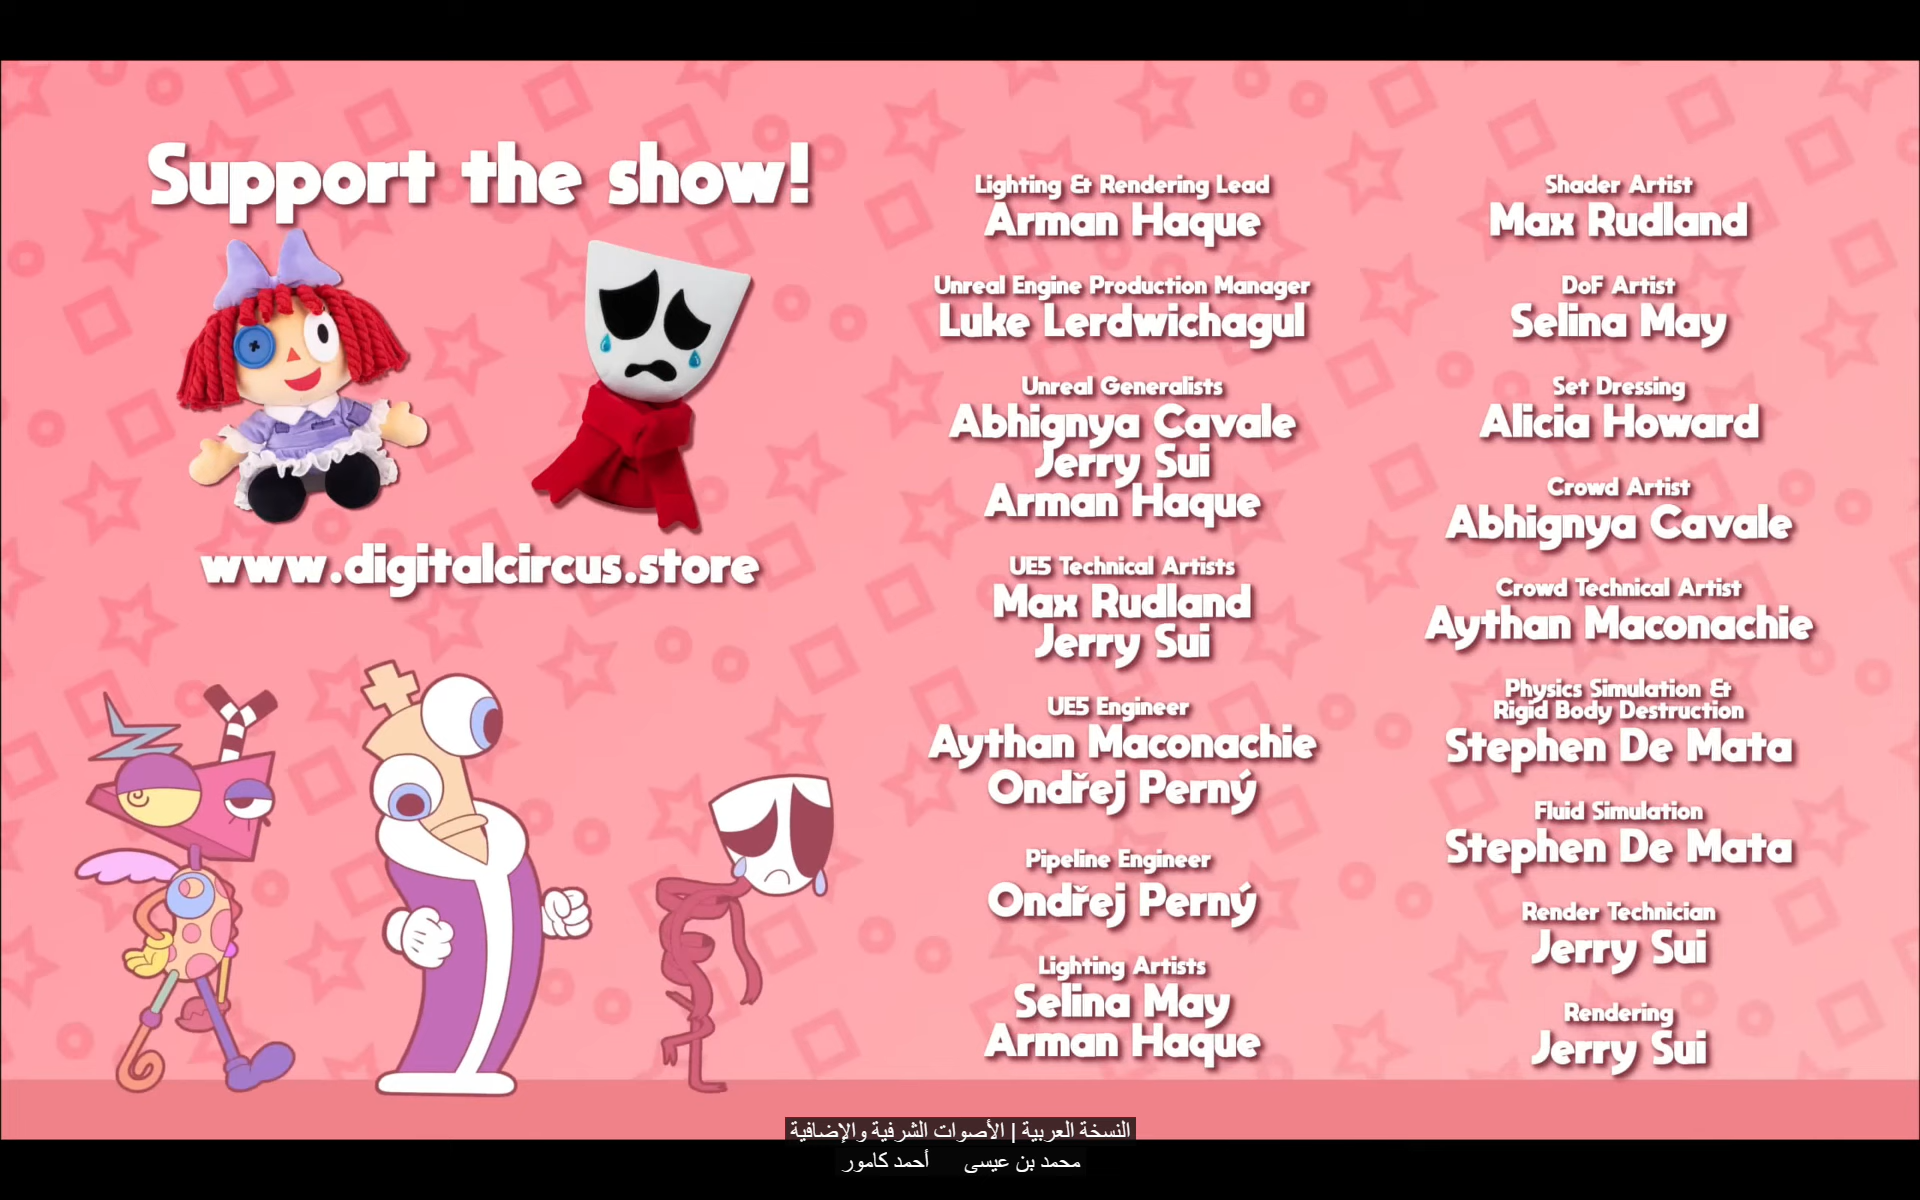 Support the show!
www.digitalcircus.store
Lighting & Rendering Lead
Arman Haque
Unreal Engine Production Manager
Luke Lerdwichagul
Unreal Generalists
Abhignya Cavale
Jerry Sui
Arman Haque
UE5 Technical Artists
Max Rudland
Jerry Sui
UE5 Engineer
Aythan Maconachie
Ondřej Perný
Pipeline Engineer
Ondřej Perný
Lighting Artists
Selina May
Arman Haque
Shader Artist
Max Rudland
DoF Artist
Selina May
Set Dressing
Alicia Howard
Crowd Artist
Abhignya Cavale
Crowd Technical Artist
Aythan Maconachie
Physics Simulation &
Rigid Body Destruction
Stephen De Mata
Fluid Simulation
Stephen De Mata
Render Technician
Jerry Sui
Rendering
Jerry Sui
النسخة العربية | الأصوات الشرفية والإضافية
محمد بن عيسى أحمد كامور